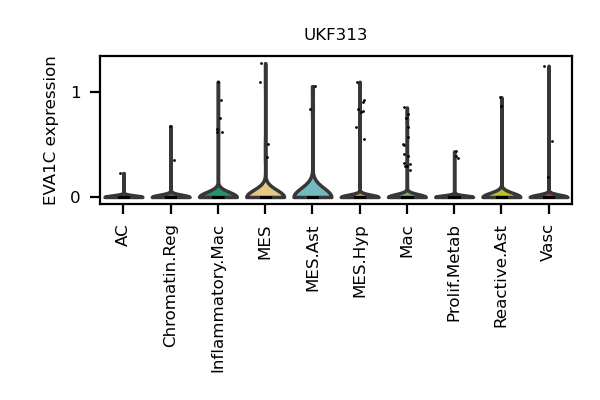 UKF313
EVA1C expression
1
0
AC
Chromatin.Reg
Inflammatory.Mac
MES
MES.Ast
MES.Hyp
Mac
Prolif.Metab
Reactive.Ast
Vasc